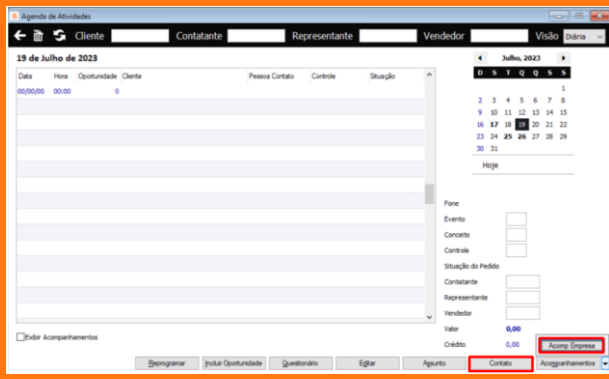 Agenda de Atividades
Cliente Contatante Representante Vendedor Visão Diária
19 de Julho de 2023
Data Hora Oportunidade Cliente Pessoa Contato Controle Situação
00/00/00 00:00 0
Julho, 2023
D S T Q Q S S
1
2 3 4 5 6 7 8
9 10 11 12 13 14 15
16 17 18 19 20 21 22
23 24 25 26 27 28 29
30 31
Hoje
Fone
Evento
Conceito
Controle
Situação do Pedido
Contatante
Representante
Vendedor
Valor 0,00
Crédito 0,00
Exibir Acompanhamentos
Acomp Empresa
Reprogramar Incluir Oportunidade Questionário Editar Assunto Contato Acompanhamentos